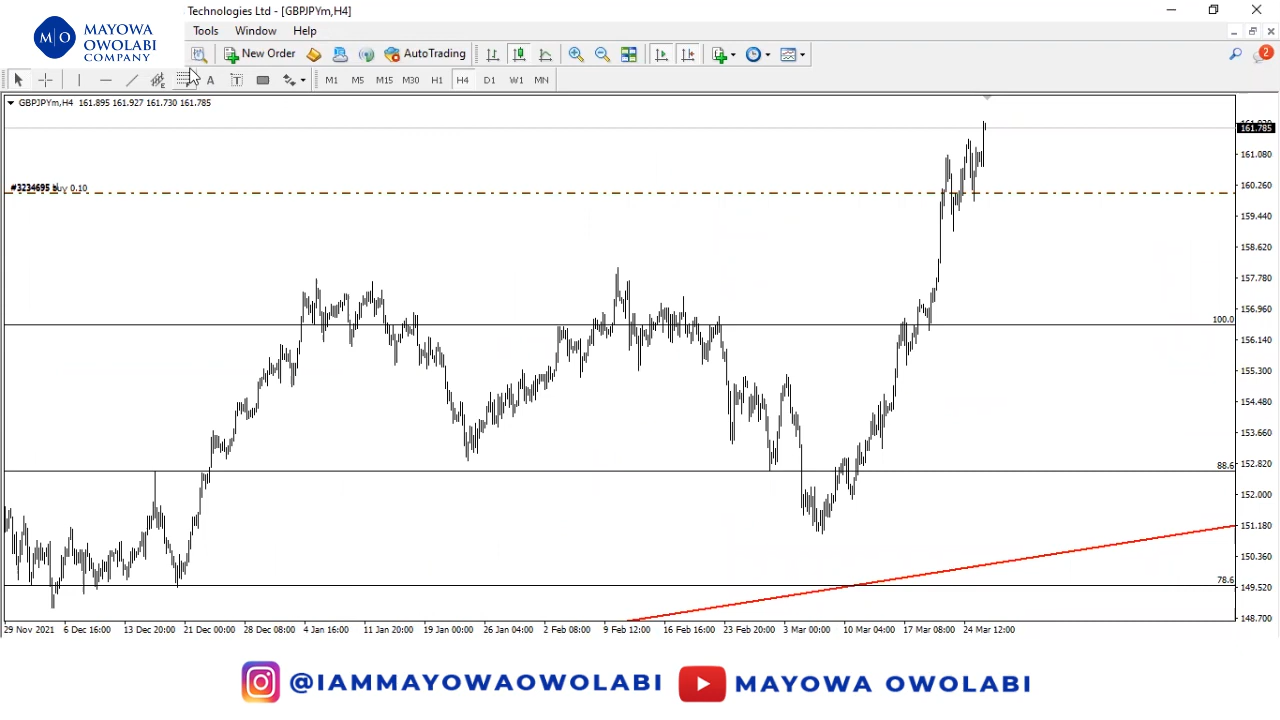 M|O MAYOWA OWOLABI COMPANY
Technologies Ltd - [GBPJPYm,H4]
Tools Window Help
New Order AutoTrading 2
A T M1 M5 M15 M30 H1 H4 D1 W1 MN
GBPJPYm,H4 161.895 161.927 161.730 161.785
161.785
161.080
#3234695 buy 0.10
160.260
159.440
158.620
157.780
156.960
100.0
156.140
155.300
154.480
153.660
152.820
88.6
152.000
151.180
150.360
149.520
78.6
148.700
29 Nov 2021 6 Dec 16:00 13 Dec 20:00 21 Dec 00:00 28 Dec 08:00 4 Jan 16:00 11 Jan 20:00 19 Jan 00:00 26 Jan 04:00 2 Feb 08:00 9 Feb 12:00 16 Feb 16:00 23 Feb 20:00 3 Mar 00:00 10 Mar 04:00 17 Mar 08:00 24 Mar 12:00
@IAMMAYOWAOWOLABI MAYOWA OWOLABI